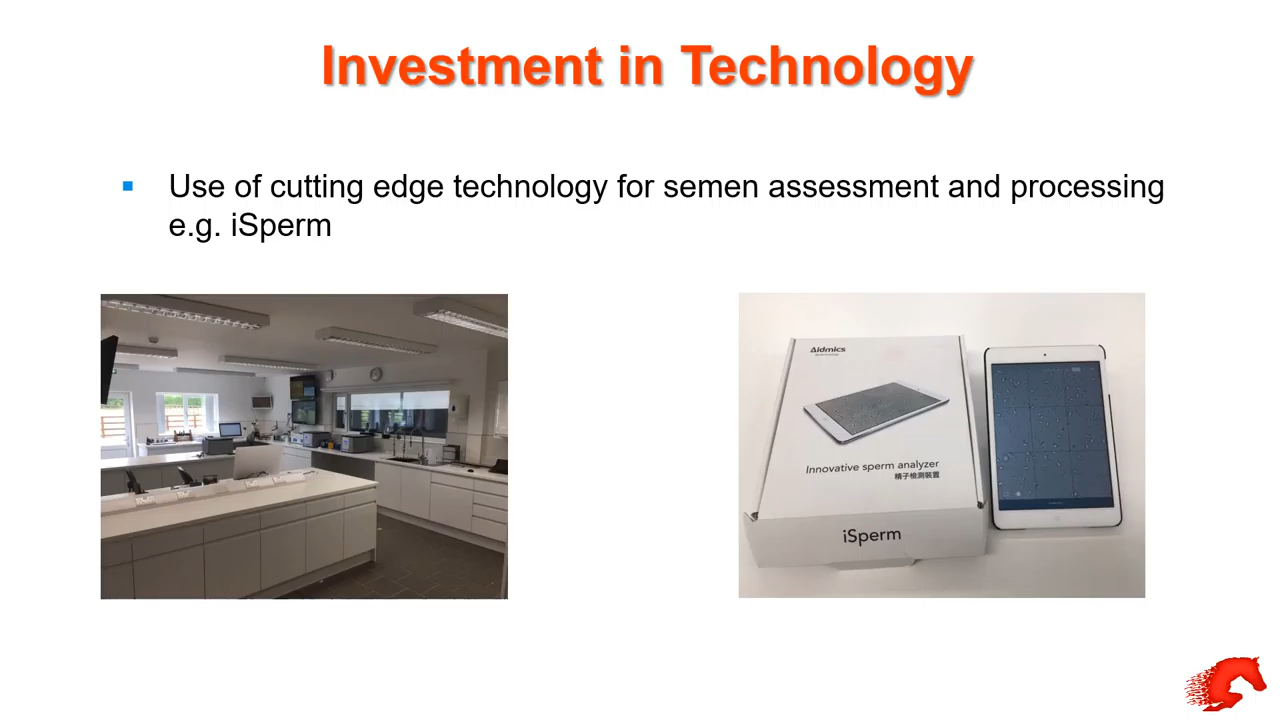 Investment in Technology
Use of cutting edge technology for semen assessment and processing
e.g. iSperm
Aidmics
Innovative sperm analyzer
精子檢測裝置
iSperm